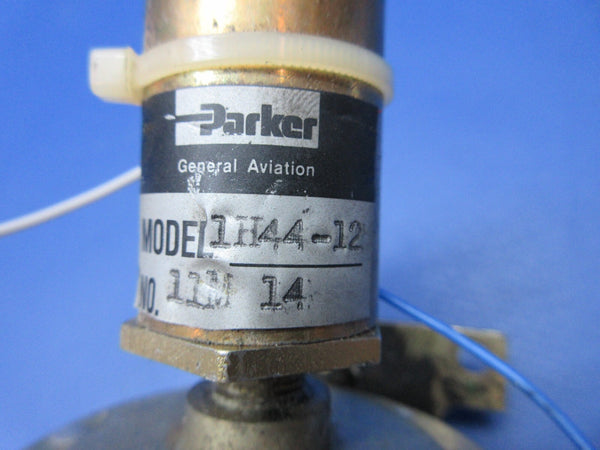 Parker
General Aviation
MODEL 1H44-12
NO. 11M 14